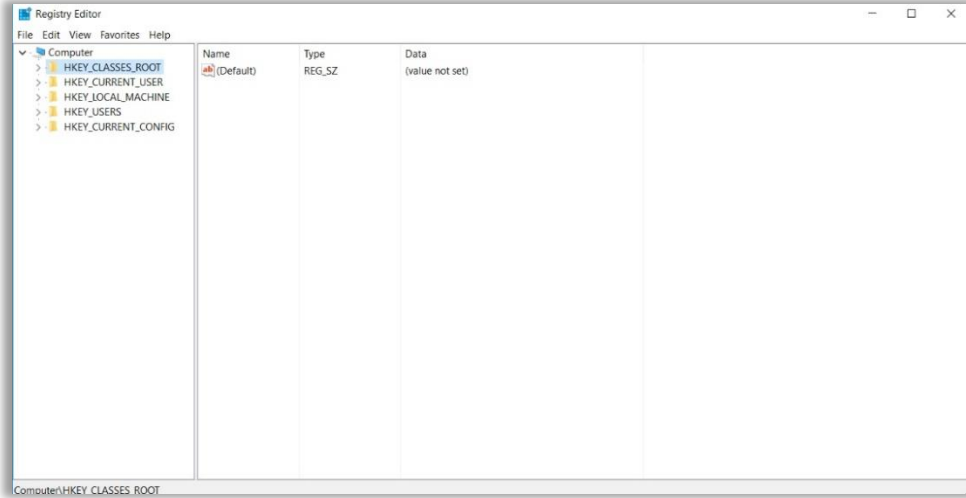 Registry Editor
File Edit View Favorites Help
Computer
HKEY_CLASSES_ROOT
HKEY_CURRENT_USER
HKEY_LOCAL_MACHINE
HKEY_USERS
HKEY_CURRENT_CONFIG
Name Type Data
ab (Default) REG_SZ (value not set)
Computer\HKEY_CLASSES_ROOT